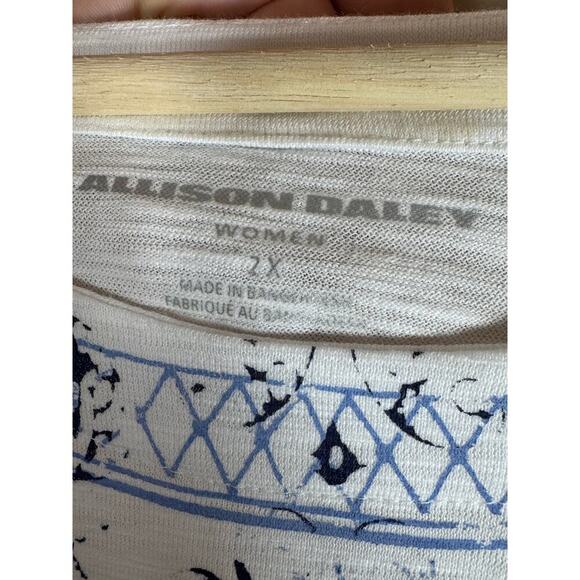 ALLISON DALEY
WOMEN
2X
MADE IN
FABRIQUÉ AU